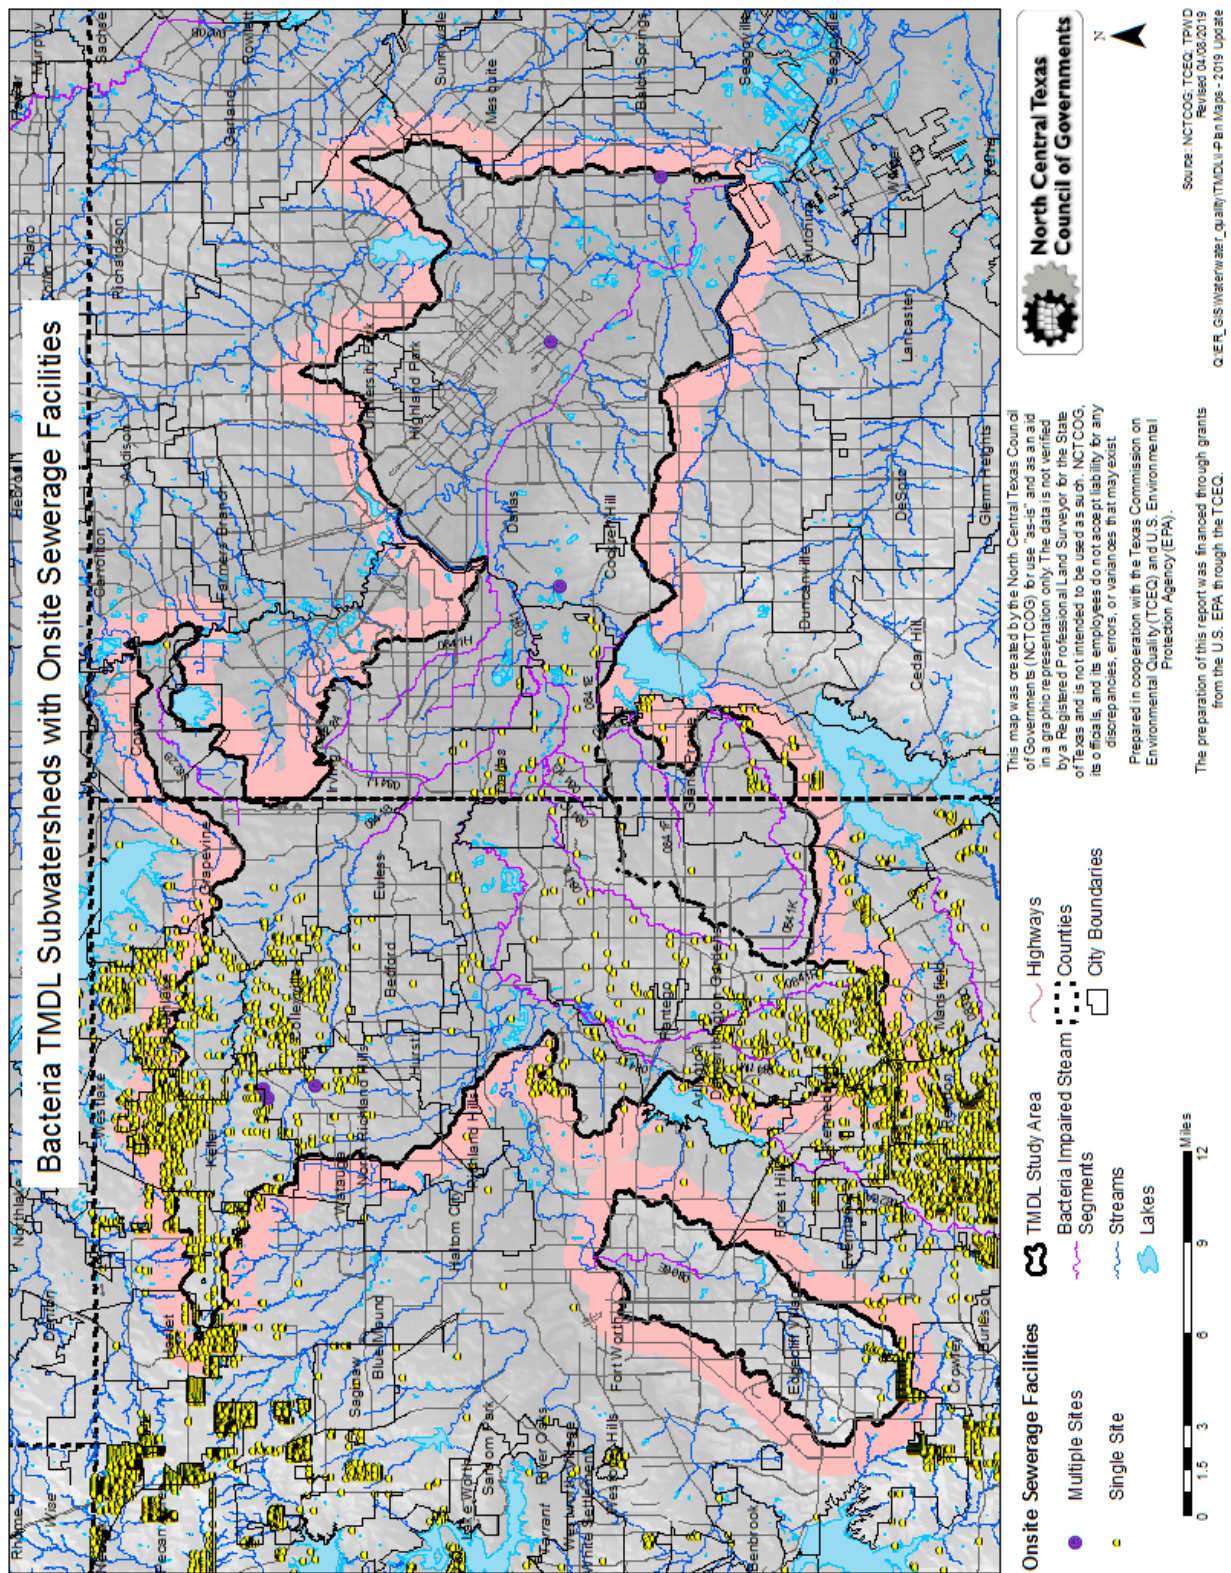 Bacteria TMDL Subwatersheds with Onsite Sewerage Facilities
Murphy
Sachse
Plano
Richardson
Garland
Rowlett
Sunnyvale
Mesquite
Balch Springs
Seagoville
Hebron
Carrollton
Addison
Farmers Branch
University Park
Highland Park
Dallas
Cockrell Hill
Hutchins
Wilmer
Ferris
Lancaster
DeSoto
Glenn Heights
Duncanville
Cedar Hill
Grapevine
Euless
Bedford
Hurst
Colleyville
Southlake
Westlake
Keller
Watauga
North Richland Hills
Richland Hills
Haltom City
Northlake
Denton
Haslet
Saginaw
Blue Mound
Rhome
Wise
Lake Worth
Sansom Park
River Oaks
Tarrant
Westworth Village
White Settlement
Benbrook
Fort Worth
Edgecliff Village
Forest Hill
Everman
Kennedale
Crowley
Burleson
Mansfield
Pantego
Dalworthington Gardens
Arlington
Grand Prairie
0841F
0841K
0841E
Onsite Sewerage Facilities
Multiple Sites
Single Site
TMDL Study Area
Bacteria Impaired Steam
Segments
Streams
Lakes
Highways
Counties
City Boundaries
0 1.5 3 6 9 12
Miles
This map was created by the North Central Texas Council
of Governments (NCTCOG) for use "as-is" and as an aid
in a graphic representation only. The data is not verified
by a Registered Professional Land Surveyor for the State
of Texas and is not intended to be used as such. NCTCOG,
its officials, and its employees do not accept liability for any
discrepancies, errors, or variances that may exist.
Prepared in cooperation with the Texas Commission on
Environmental Quality (TCEQ) and U.S. Environmental
Protection Agency (EPA).
The preparation of this report was financed through grants
from the U.S. EPA through the TCEQ.
North Central Texas
Council of Governments
N
Source: NCTCOG, TCEQ, TPWD
Revised 04/08/2019